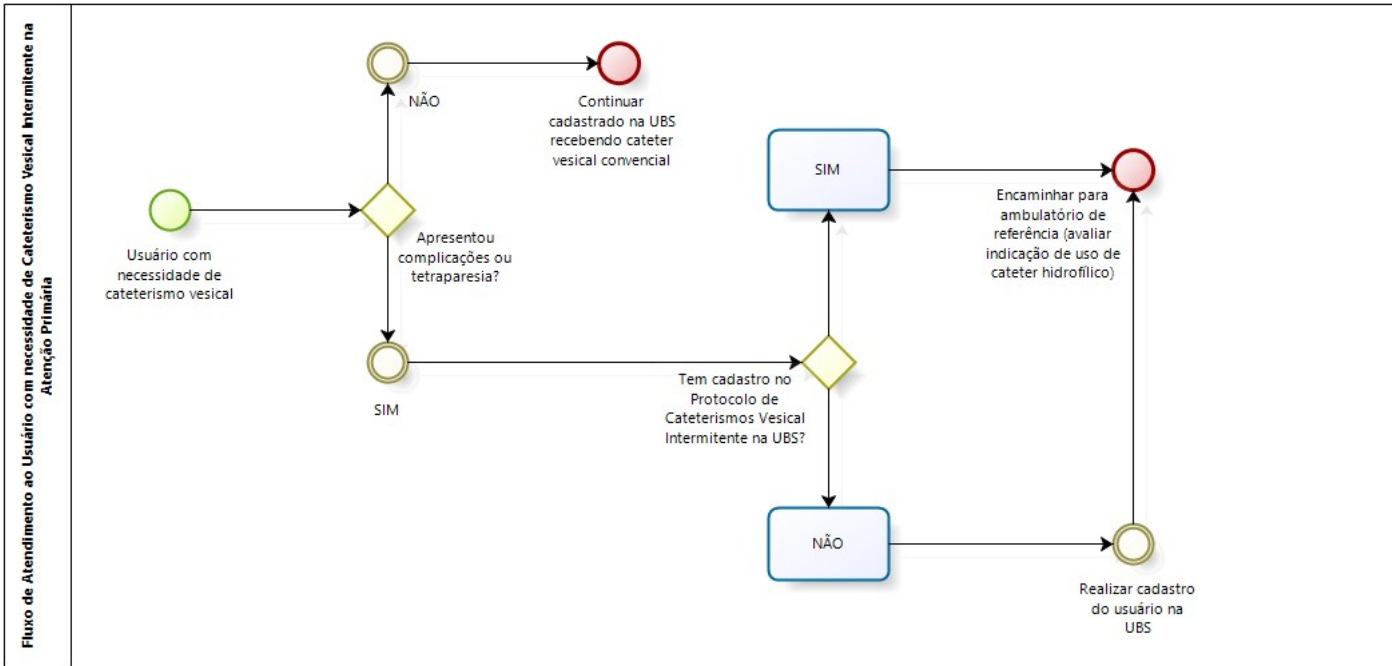 Fluxo de Atendimento ao Usuário com necessidade de Cateterismo Vesical Intermitente na
Atenção Primária
Usuário com
necessidade de
cateterismo vesical
Apresentou
complicações ou
tetraparesia?
NÃO
Continuar
cadastrado na UBS
recebendo cateter
vesical convencial
SIM
Tem cadastro no
Protocolo de
Cateterismos Vesical
Intermitente na UBS?
SIM
Encaminhar para
ambulatório de
referência (avaliar
indicação de uso de
cateter hidrofílico)
NÃO
Realizar cadastro
do usuário na
UBS